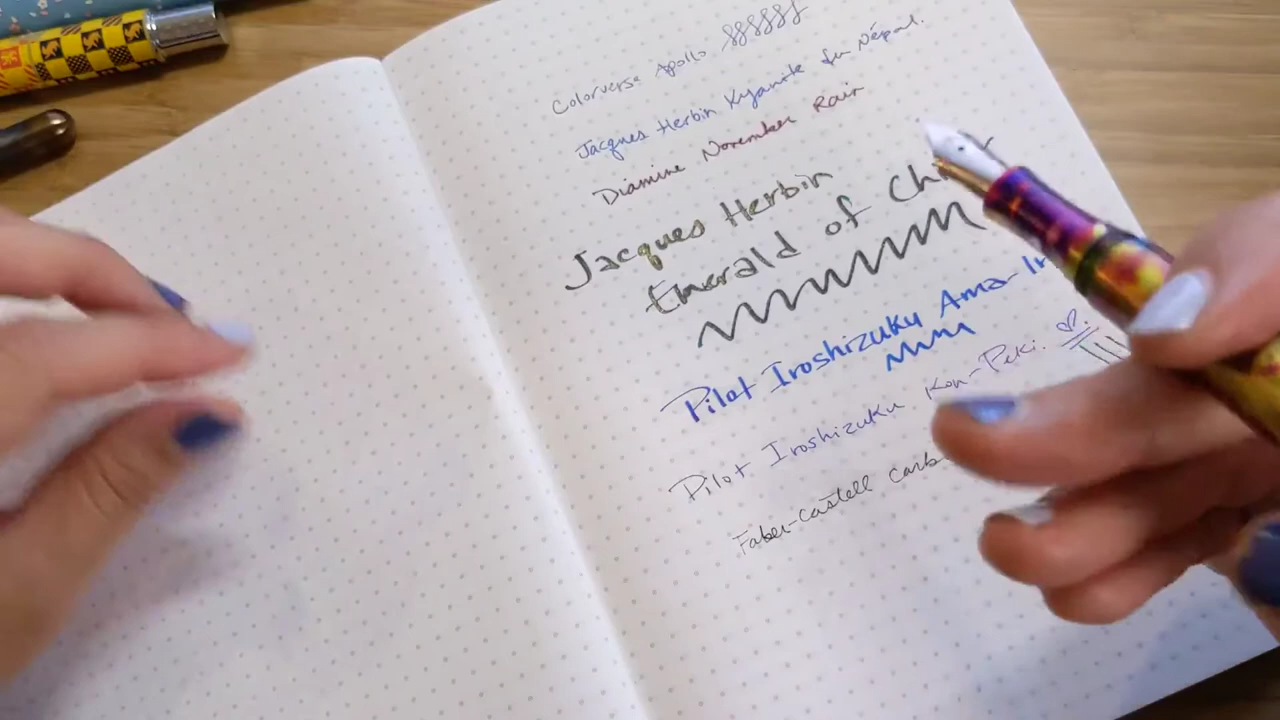 Colorverse Apollo
Jacques Herbin Kyanite du Népal.
Diamine November Rain
Jacques Herbin
Emerald of Ch
Pilot Iroshizuku Ama-Ir
Pilot Iroshizuku Kon-Peki.
Faber-Castell Carb